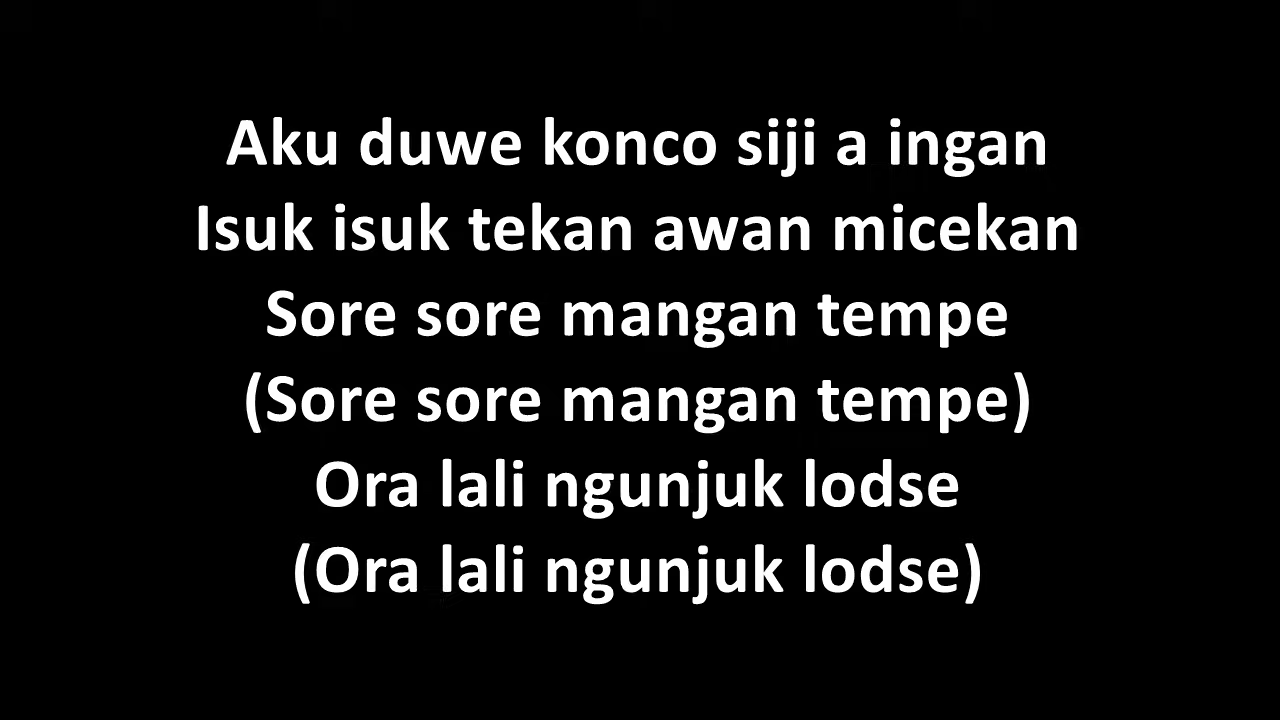 Aku duwe konco siji a ingan
Isuk isuk tekan awan micekan
Sore sore mangan tempe
(Sore sore mangan tempe)
Ora lali ngunjuk lodse
(Ora lali ngunjuk lodse)